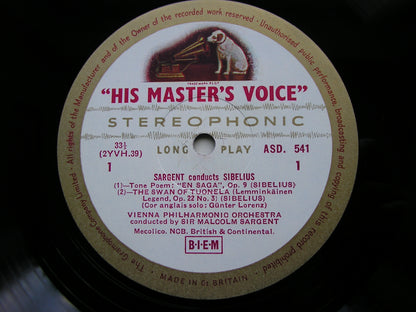 All rights of the Manufacturer and of the Owner of the recorded work reserved. Unauthorised public performance, broadcasting and copying of this record prohibited
TRADE MARK
"HIS MASTER'S VOICE"
STEREOPHONIC
33⅓
(2YVH.39)
LONG PLAY
ASD. 541
1
1
SARGENT conducts SIBELIUS
(1)—Tone Poem: "EN SAGA", Op. 9 (SIBELIUS)
(2)—THE SWAN OF TUONELA (Lemminkäinen
Legend, Op. 22 No. 3) (SIBELIUS)
(Cor anglais solo: Günter Lorenz)
VIENNA PHILHARMONIC ORCHESTRA
conducted by SIR MALCOLM SARGENT
Mecolico. NCB. British & Continental.
B·I·E·M
The Gramophone Company Limited.
MADE IN GT BRITAIN